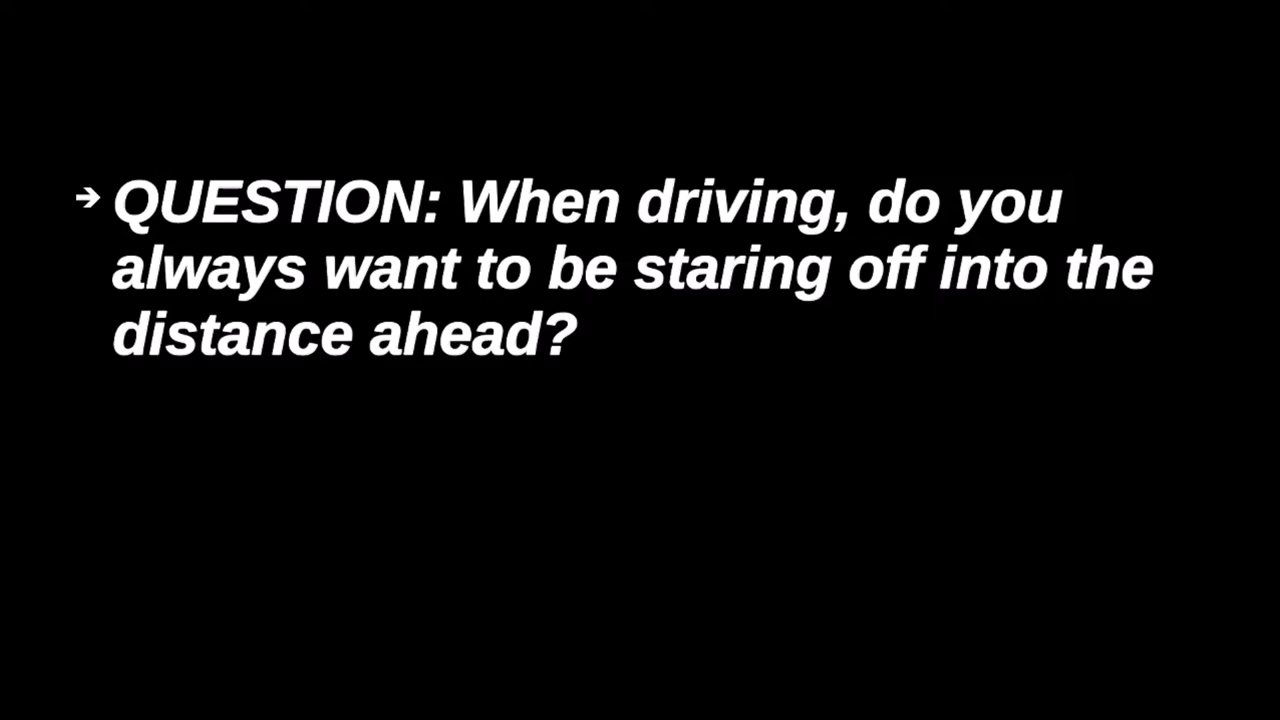 ➔ QUESTION: When driving, do you
always want to be staring off into the
distance ahead?